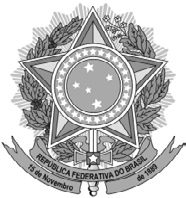 REPÚBLICA FEDERATIVA DO BRASIL
15 de Novembro
de 1889